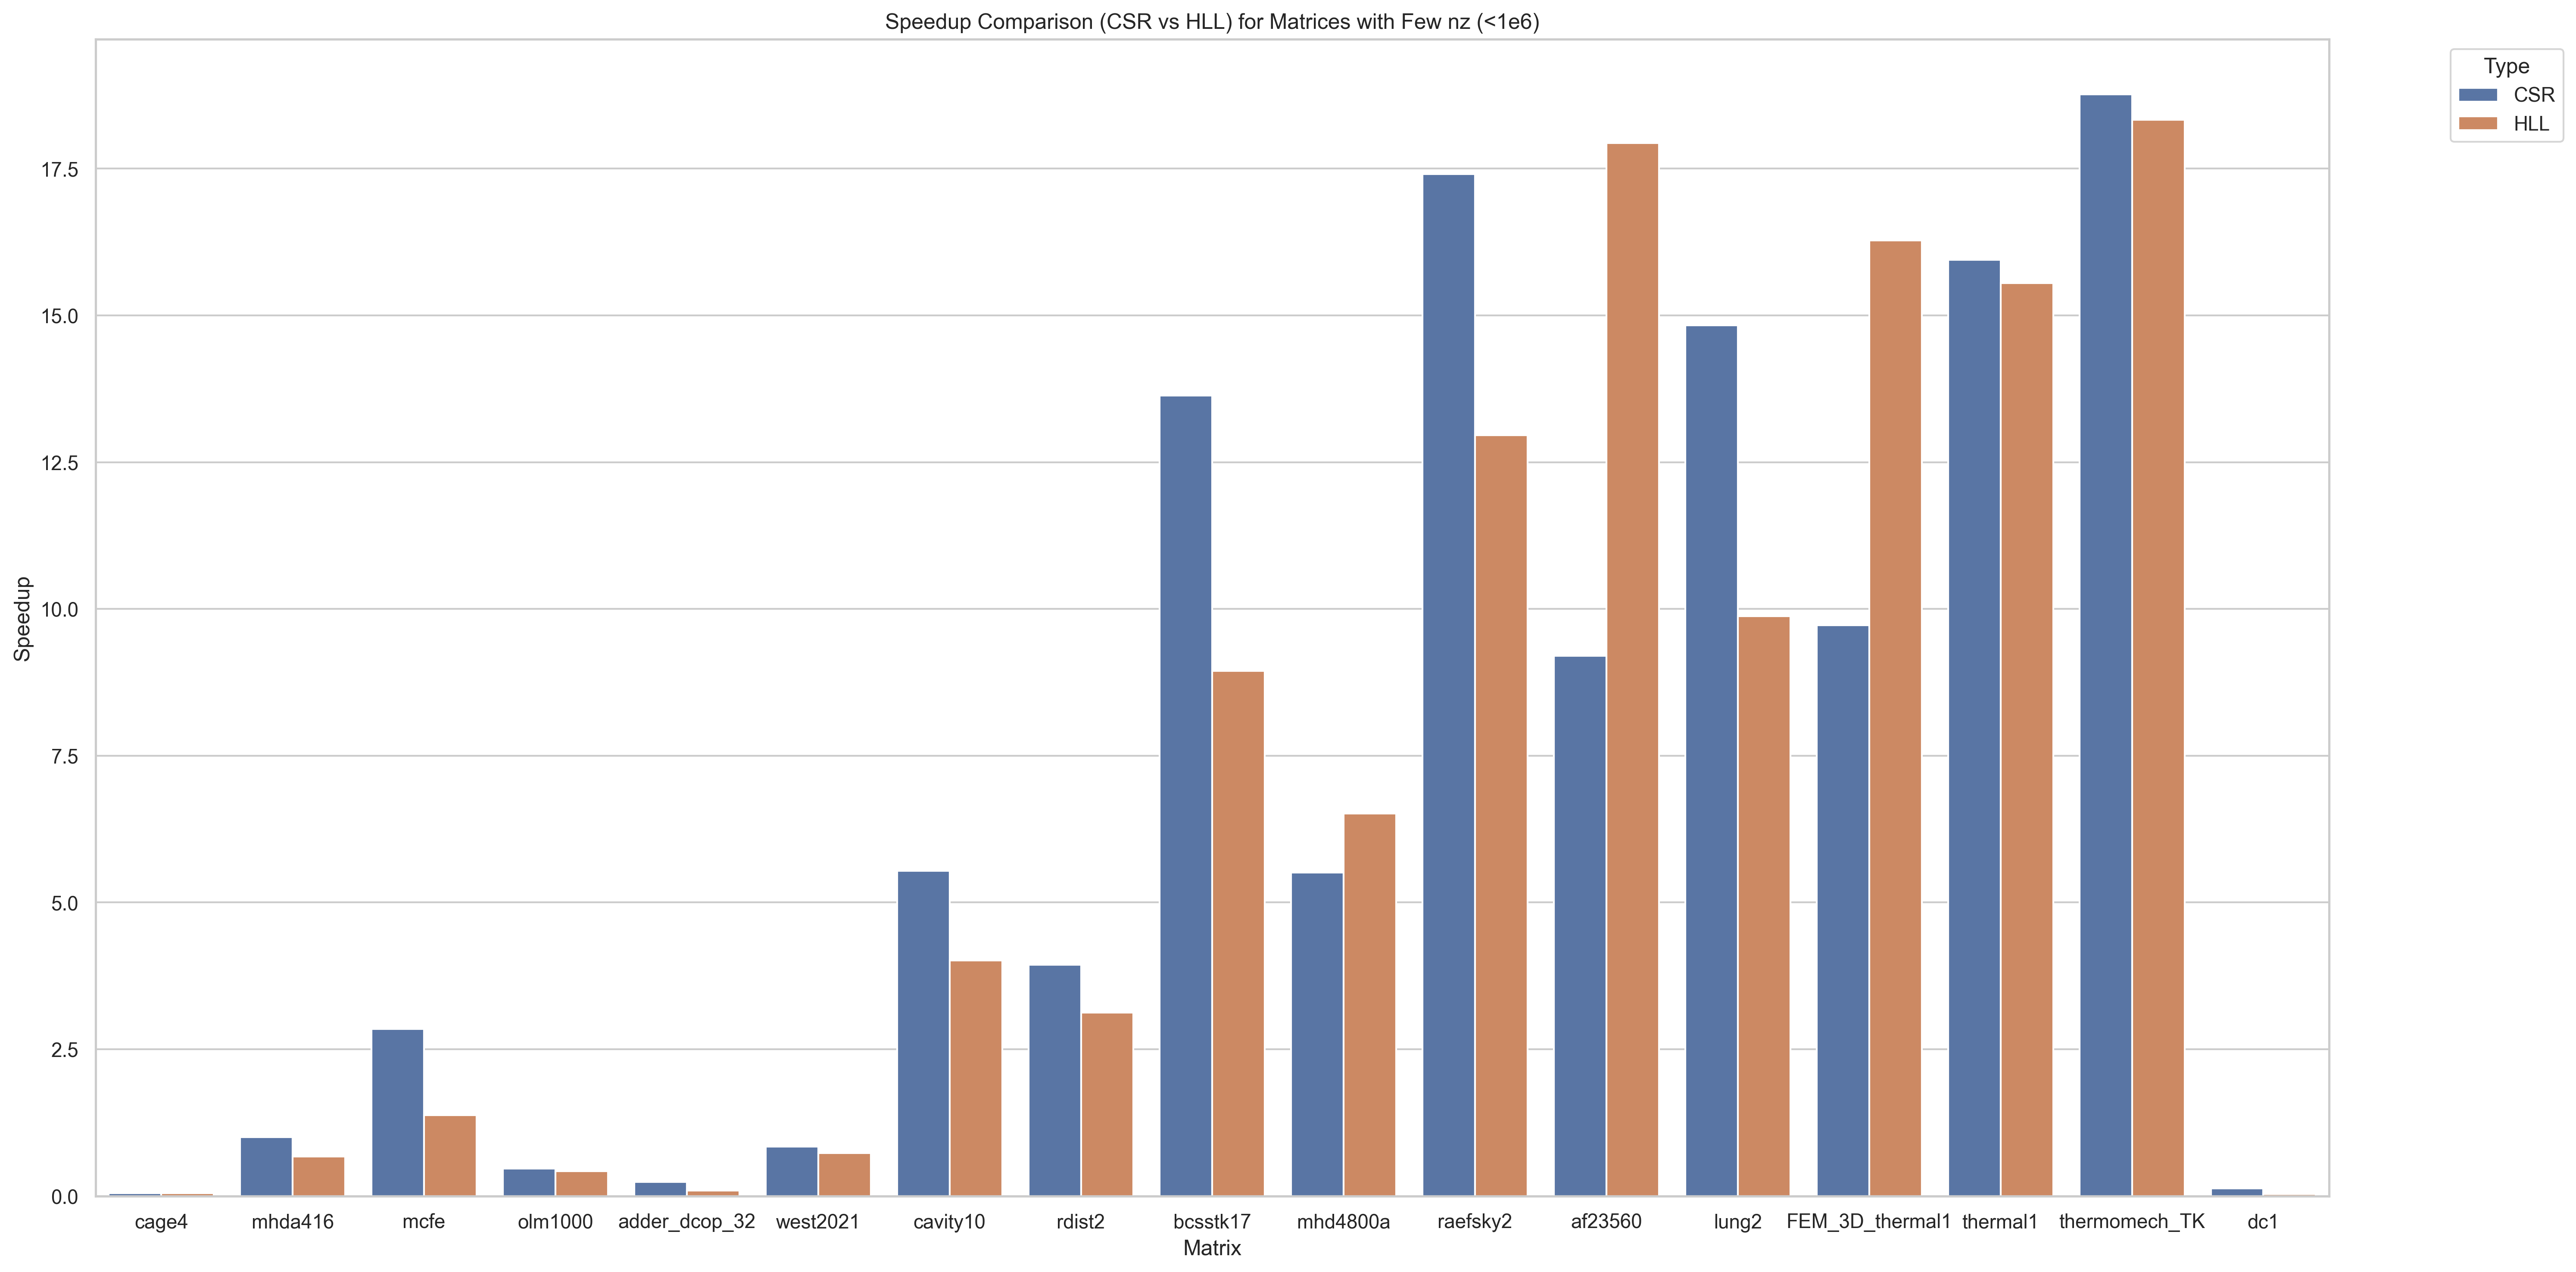 Speedup Comparison (CSR vs HLL) for Matrices with Few nz (<1e6)
Type
CSR
HLL
Speedup
17.5
15.0
12.5
10.0
7.5
5.0
2.5
0.0
cage4 mhda416 mcfe olm1000 adder_dcop_32 west2021 cavity10 rdist2 bcsstk17 mhd4800a raefsky2 af23560 lung2 FEM_3D_thermal1 thermal1 thermomech_TK dc1
Matrix